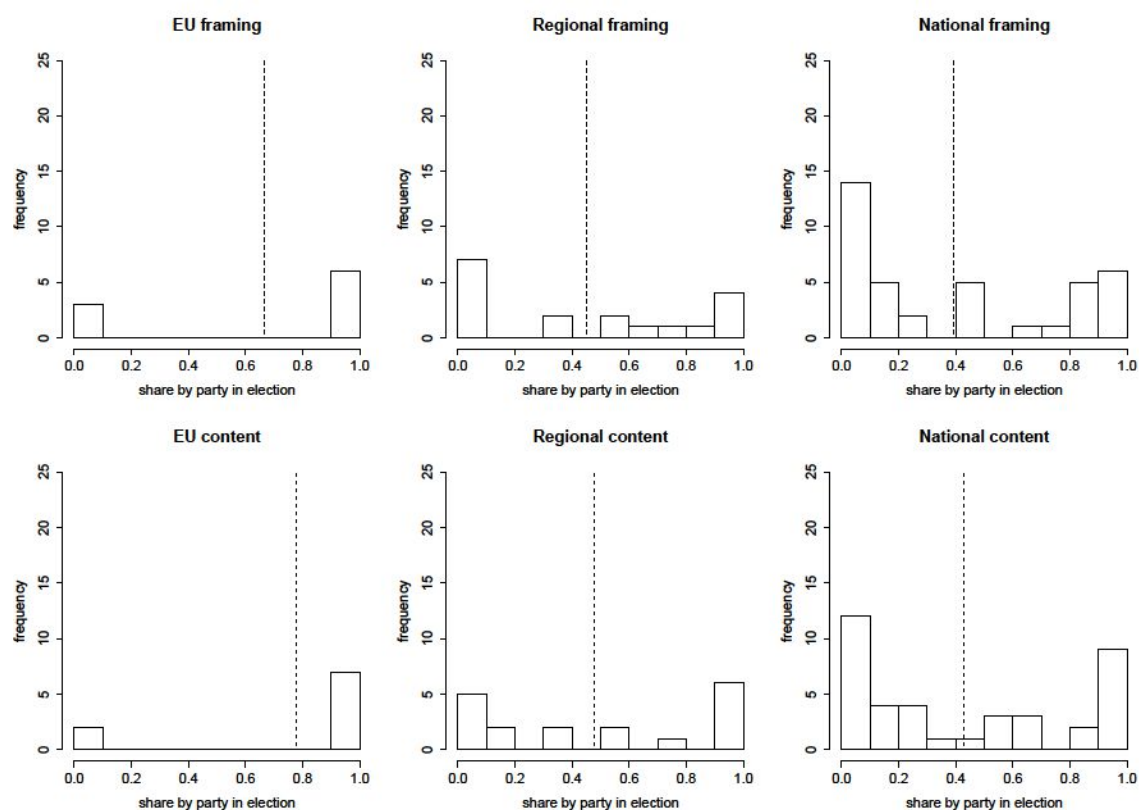 EU framing
frequency
0 5 10 15 20 25
0.0 0.2 0.4 0.6 0.8 1.0
share by party in election
Regional framing
frequency
0 5 10 15 20 25
0.0 0.2 0.4 0.6 0.8 1.0
share by party in election
National framing
frequency
0 5 10 15 20 25
0.0 0.2 0.4 0.6 0.8 1.0
share by party in election
EU content
frequency
0 5 10 15 20 25
0.0 0.2 0.4 0.6 0.8 1.0
share by party in election
Regional content
frequency
0 5 10 15 20 25
0.0 0.2 0.4 0.6 0.8 1.0
share by party in election
National content
frequency
0 5 10 15 20 25
0.0 0.2 0.4 0.6 0.8 1.0
share by party in election